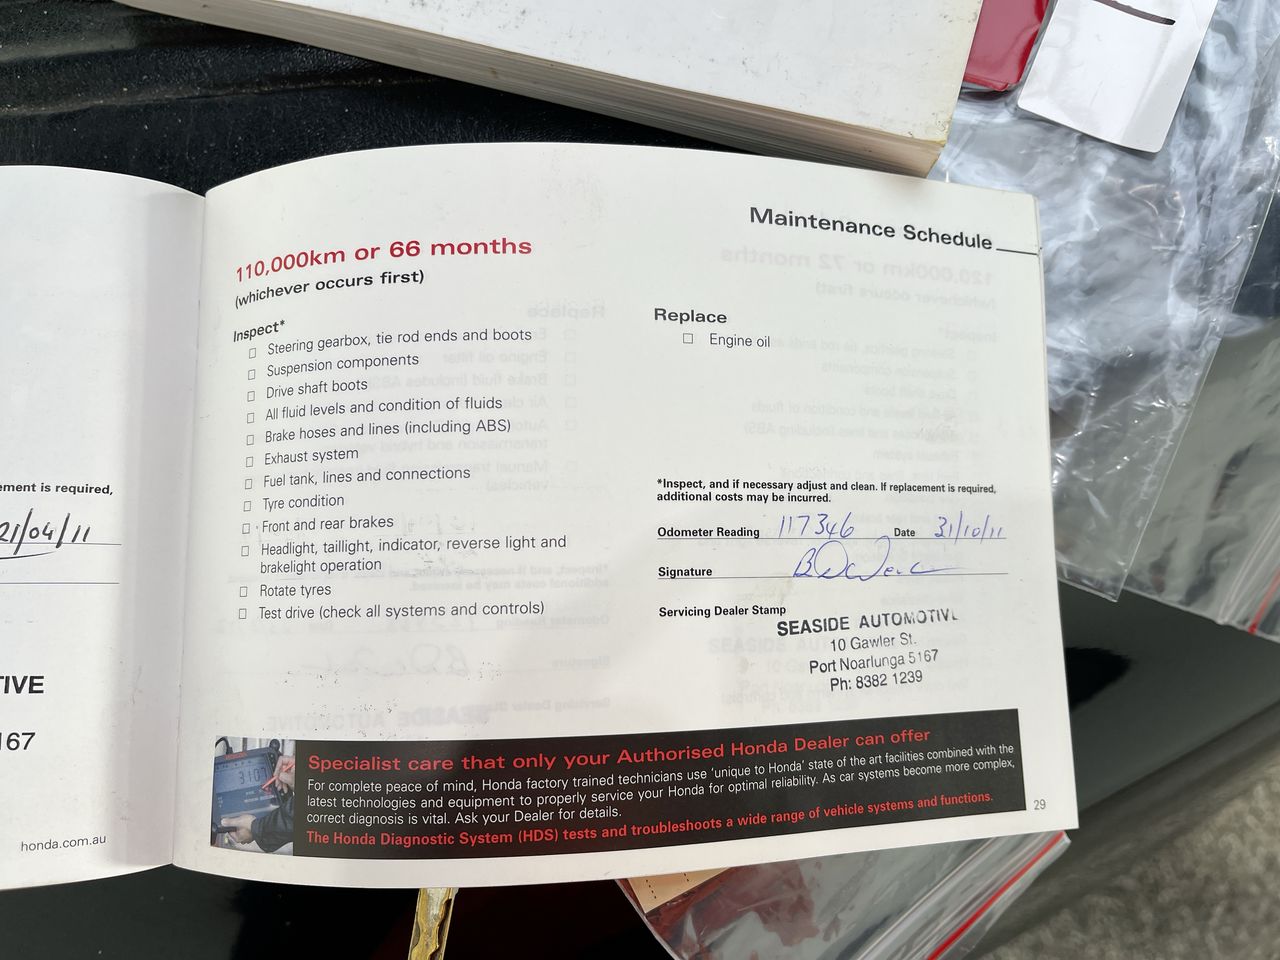 ement is required,
21/04/11
IVE
167
honda.com.au
Maintenance Schedule
110,000km or 66 months
(whichever occurs first)
Inspect*
Steering gearbox, tie rod ends and boots
Suspension components
Drive shaft boots
All fluid levels and condition of fluids
Brake hoses and lines (including ABS)
Exhaust system
Fuel tank, lines and connections
Tyre condition
Front and rear brakes
Headlight, taillight, indicator, reverse light and
brakelight operation
Rotate tyres
Test drive (check all systems and controls)
Replace
Engine oil
*Inspect, and if necessary adjust and clean. If replacement is required,
additional costs may be incurred.
Odometer Reading 117346 Date 31/10/11
Signature
Servicing Dealer Stamp
SEASIDE AUTOMOTIVE
10 Gawler St.
Port Noarlunga 5167
Ph: 8382 1239
Specialist care that only your Authorised Honda Dealer can offer
For complete peace of mind, Honda factory trained technicians use 'unique to Honda' state of the art facilities combined with the
latest technologies and equipment to properly service your Honda for optimal reliability. As car systems become more complex,
correct diagnosis is vital. Ask your Dealer for details.
The Honda Diagnostic System (HDS) tests and troubleshoots a wide range of vehicle systems and functions.
29